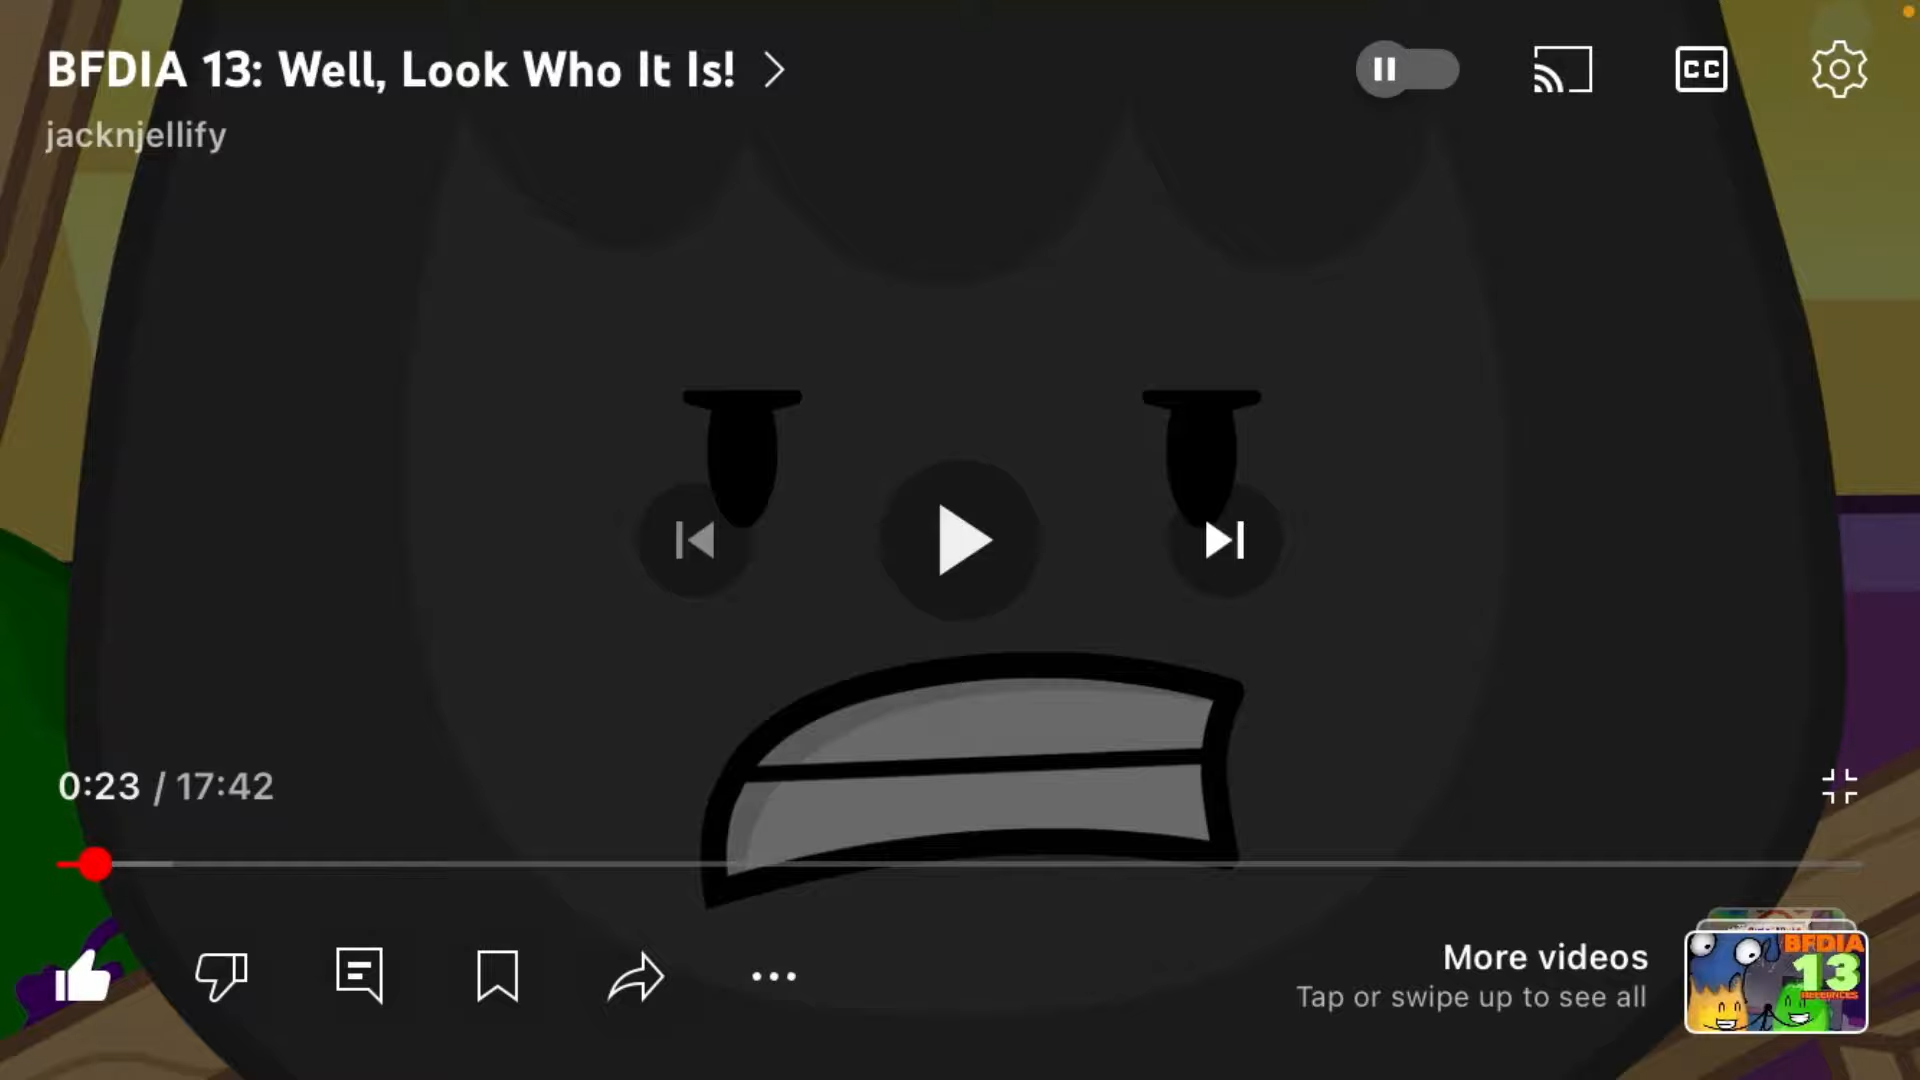 BFDIA 13: Well, Look Who It Is!
jacknjellify
CC
0:23 / 17:42
More videos
Tap or swipe up to see all
BFDIA
13